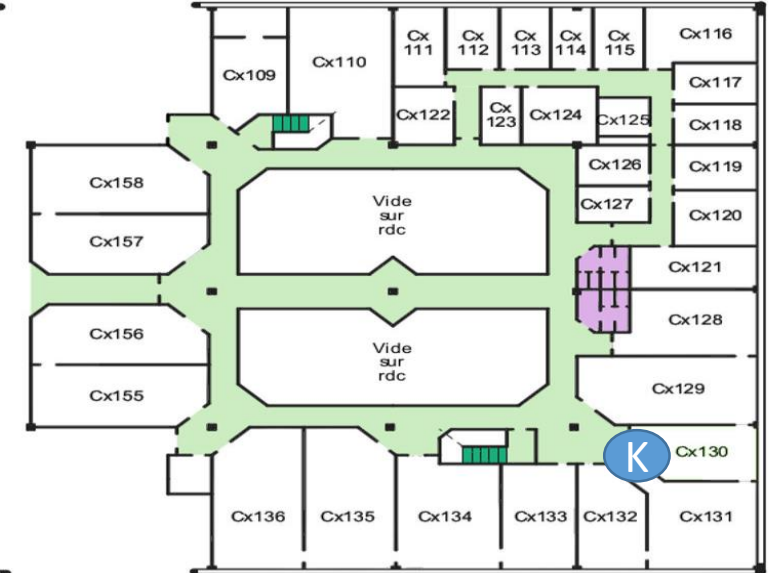 Cx109
Cx110
Cx
111
Cx
112
Cx
113
Cx
114
Cx
115
Cx116
Cx117
Cx122
Cx
123
Cx124
Cx125
Cx118
Cx126
Cx119
Cx127
Cx120
Cx158
Vide
sur
rdc
Cx157
Cx121
Cx156
Cx128
Vide
sur
rdc
Cx155
Cx129
K
Cx130
Cx136
Cx135
Cx134
Cx133
Cx132
Cx131